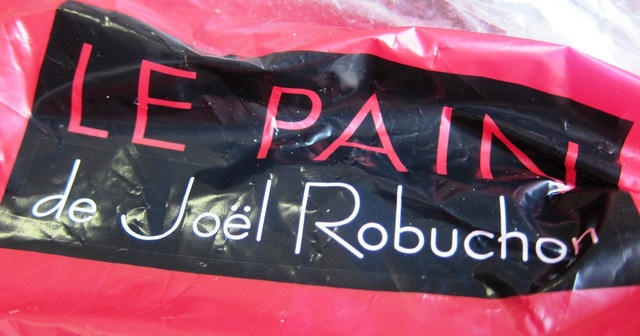 LE PAIN
de Joël Robuchon